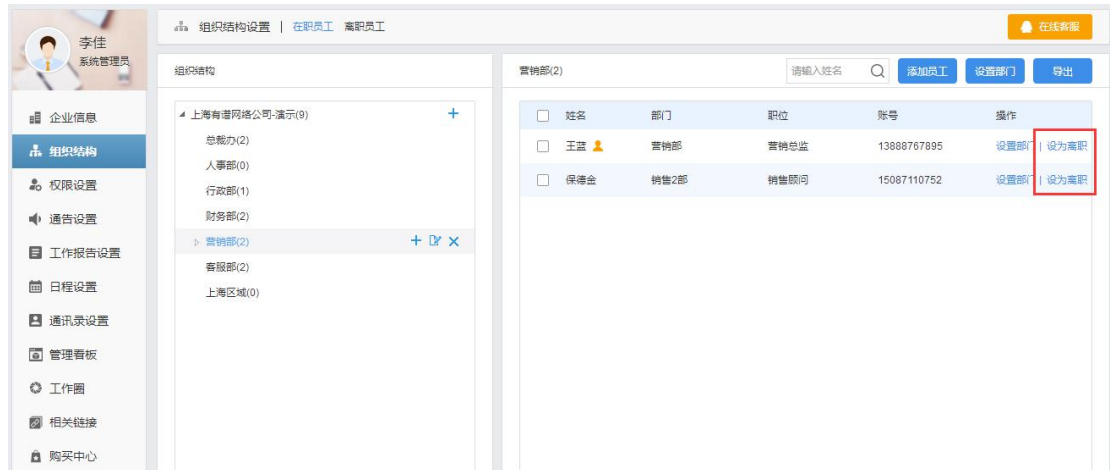 李佳
系统管理员
企业信息
组织结构
权限设置
通告设置
工作报告设置
日程设置
通讯录设置
管理看板
工作圈
相关链接
购买中心
组织结构设置 | 在职员工 离职员工
在线客服
组织结构
上海有谱网络公司-演示(9)
总裁办(2)
人事部(0)
行政部(1)
财务部(2)
营销部(2)
客服部(2)
上海区域(0)
营销部(2) 请输入姓名 添加员工 设置部门 导出
姓名 部门 职位 账号 操作
王蓝 营销部 营销总监 13888767895 设置部门 | 设为离职
保德金 销售2部 销售顾问 15087110752 设置部门 | 设为离职